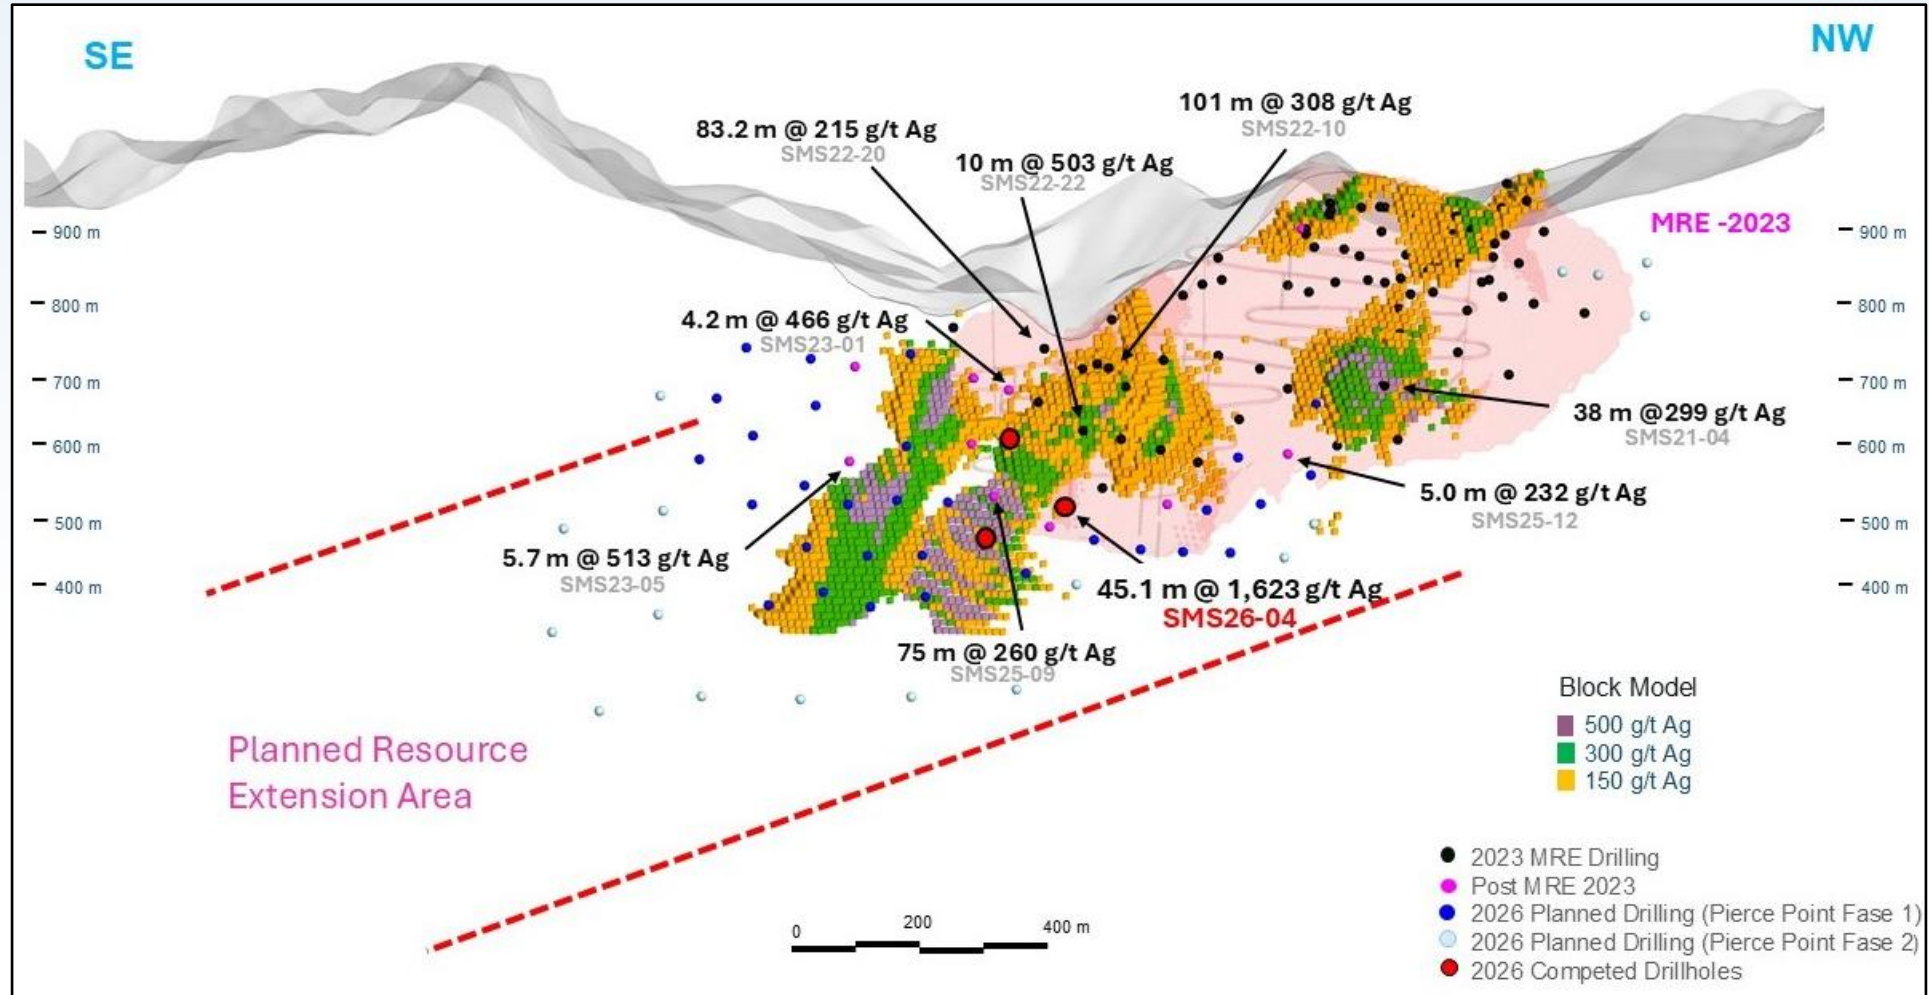 SE
NW
101 m @ 308 g/t Ag
SMS22-10
83.2 m @ 215 g/t Ag
SMS22-20
10 m @ 503 g/t Ag
SMS22-22
MRE -2023
900 m
900 m
800 m
800 m
4.2 m @ 466 g/t Ag
SMS23-01
700 m
700 m
38 m @299 g/t Ag
SMS21-04
600 m
600 m
5.0 m @ 232 g/t Ag
SMS25-12
500 m
500 m
5.7 m @ 513 g/t Ag
SMS23-05
400 m
400 m
45.1 m @ 1,623 g/t Ag
SMS26-04
75 m @ 260 g/t Ag
SMS25-09
Planned Resource
Extension Area
Block Model
500 g/t Ag
300 g/t Ag
150 g/t Ag
2023 MRE Drilling
Post MRE 2023
2026 Planned Drilling (Pierce Point Fase 1)
2026 Planned Drilling (Pierce Point Fase 2)
2026 Competed Drillholes
0 200 400 m